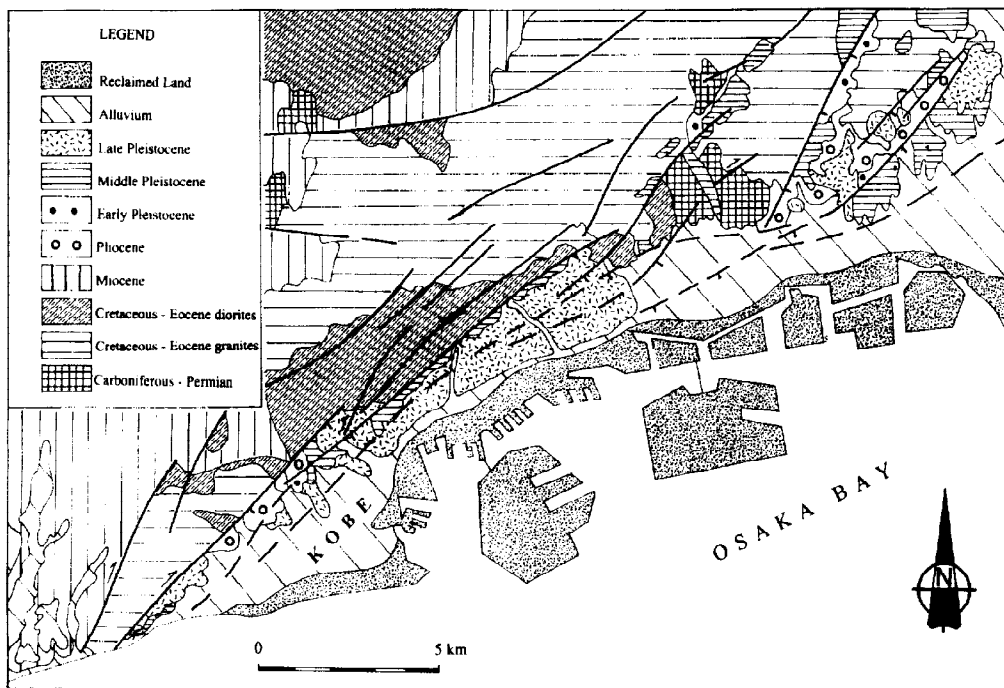 LEGEND
Reclaimed Land
Alluvium
Late Pleistocene
Middle Pleistocene
Early Pleistocene
Pliocene
Miocene
Cretaceous - Eocene diorites
Cretaceous - Eocene granites
Carboniferous - Permian
KOBE
OSAKA BAY
N
0 5 km